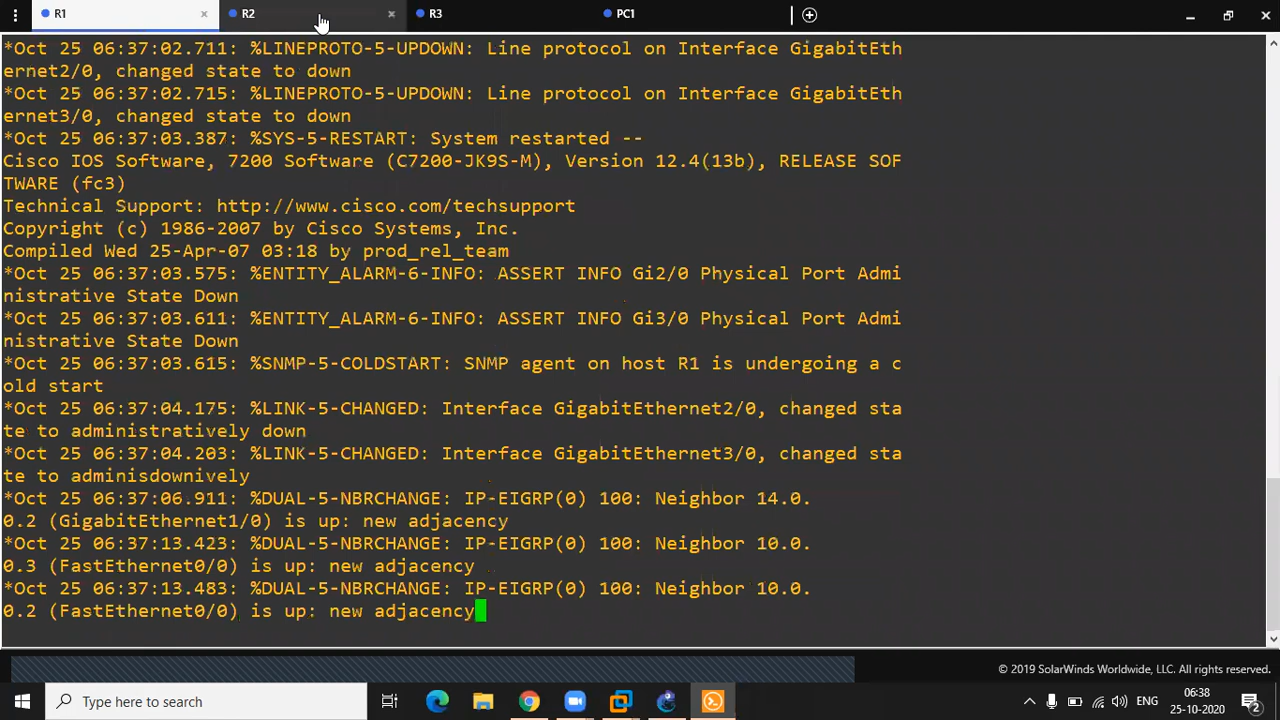 R1
R2
R3
PC1
*Oct 25 06:37:02.711: %LINEPROTO-5-UPDOWN: Line protocol on Interface GigabitEth
ernet2/0, changed state to down
*Oct 25 06:37:02.715: %LINEPROTO-5-UPDOWN: Line protocol on Interface GigabitEth
ernet3/0, changed state to down
*Oct 25 06:37:03.387: %SYS-5-RESTART: System restarted --
Cisco IOS Software, 7200 Software (C7200-JK9S-M), Version 12.4(13b), RELEASE SOF
TWARE (fc3)
Technical Support: http://www.cisco.com/techsupport
Copyright (c) 1986-2007 by Cisco Systems, Inc.
Compiled Wed 25-Apr-07 03:18 by prod_rel_team
*Oct 25 06:37:03.575: %ENTITY_ALARM-6-INFO: ASSERT INFO Gi2/0 Physical Port Admi
nistrative State Down
*Oct 25 06:37:03.611: %ENTITY_ALARM-6-INFO: ASSERT INFO Gi3/0 Physical Port Admi
nistrative State Down
*Oct 25 06:37:03.615: %SNMP-5-COLDSTART: SNMP agent on host R1 is undergoing a c
old start
*Oct 25 06:37:04.175: %LINK-5-CHANGED: Interface GigabitEthernet2/0, changed sta
te to administratively down
*Oct 25 06:37:04.203: %LINK-5-CHANGED: Interface GigabitEthernet3/0, changed sta
te to adminisdownively
*Oct 25 06:37:06.911: %DUAL-5-NBRCHANGE: IP-EIGRP(0) 100: Neighbor 14.0.
0.2 (GigabitEthernet1/0) is up: new adjacency
*Oct 25 06:37:13.423: %DUAL-5-NBRCHANGE: IP-EIGRP(0) 100: Neighbor 10.0.
0.3 (FastEthernet0/0) is up: new adjacency
*Oct 25 06:37:13.483: %DUAL-5-NBRCHANGE: IP-EIGRP(0) 100: Neighbor 10.0.
0.2 (FastEthernet0/0) is up: new adjacency
© 2019 SolarWinds Worldwide, LLC. All rights reserved.
Type here to search
ENG
06:38
25-10-2020
2